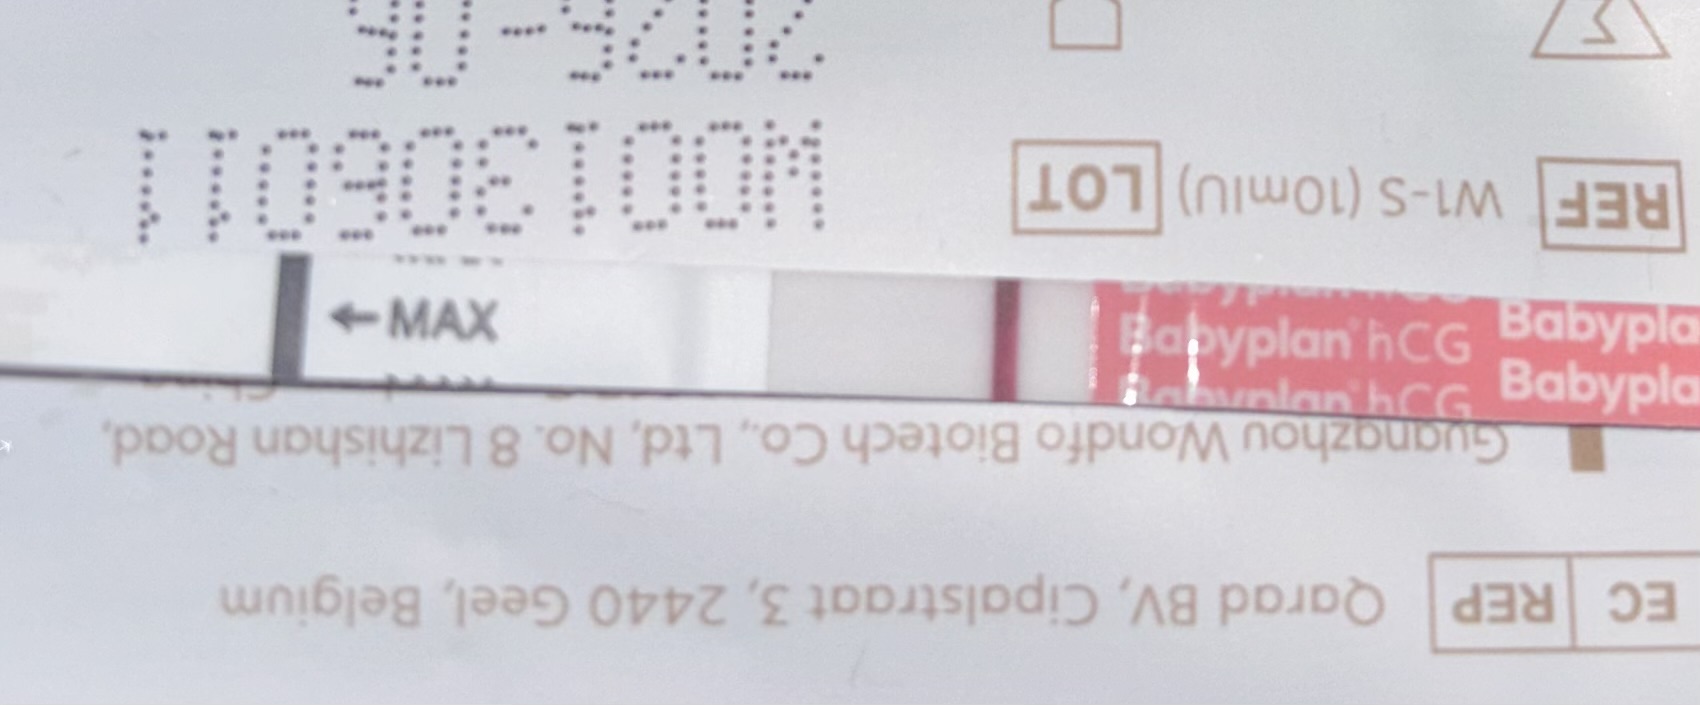 EC REP Qarad BV, Cipalstraat 3, 2440 Geel, Belgium
Guangzhou Wondfo Biotech Co., Ltd, No. 8 Lizhishan Road,
REF W1-S (10mIU) LOT W001306011
2026-06
←MAX
Babyplan hCG Babypla
Babyplan hCG Babypla